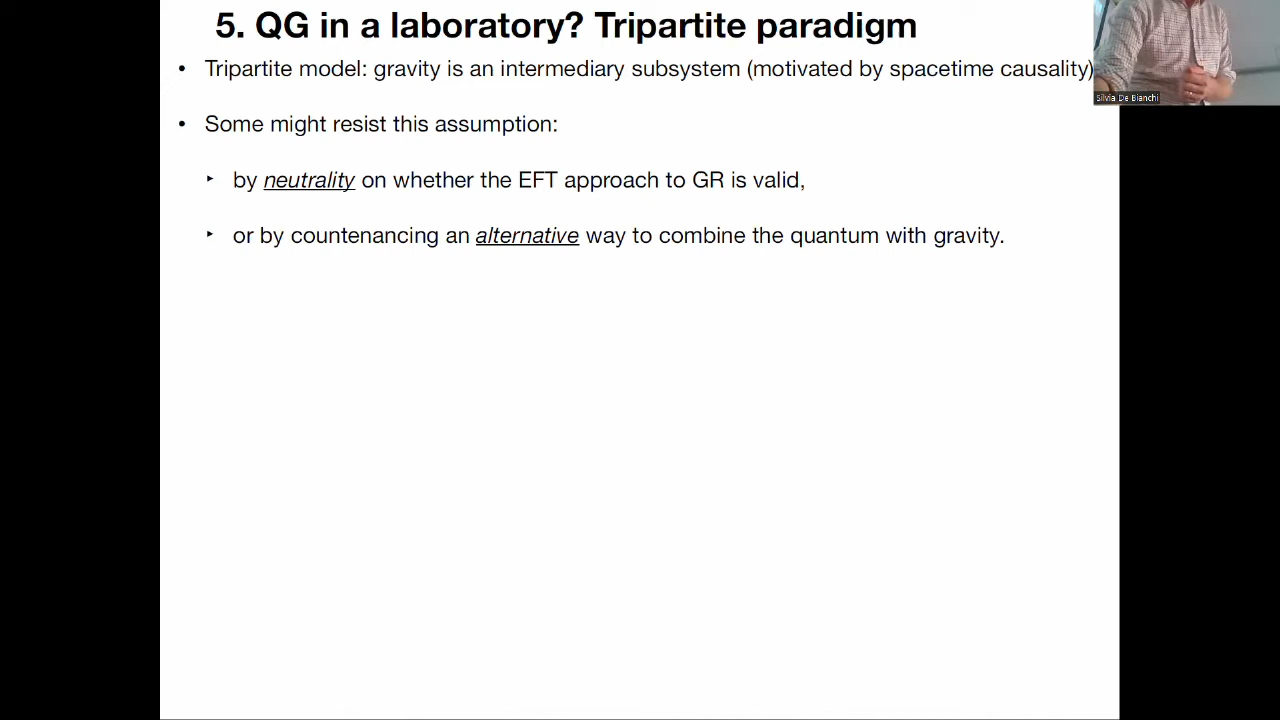 5. QG in a laboratory? Tripartite paradigm
• Tripartite model: gravity is an intermediary subsystem (motivated by spacetime causality)
Silvia De Bianchi
• Some might resist this assumption:
‣ by neutrality on whether the EFT approach to GR is valid,
‣ or by countenancing an alternative way to combine the quantum with gravity.